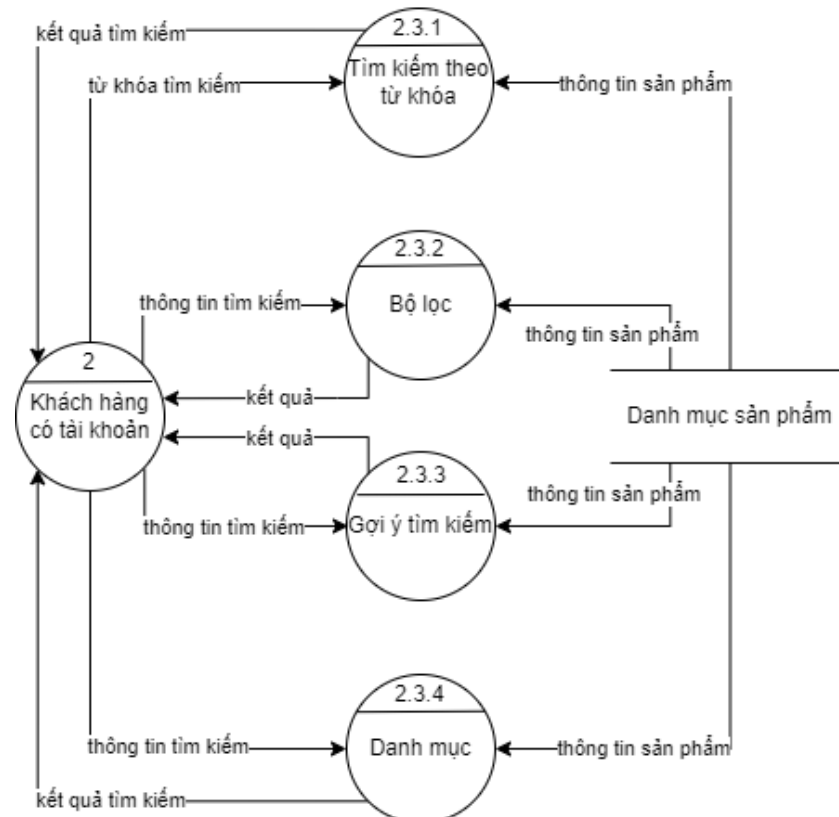 kết quả tìm kiếm
2.3.1
Tìm kiếm theo
từ khóa
từ khóa tìm kiếm
thông tin sản phẩm
2.3.2
Bộ lọc
thông tin tìm kiếm
thông tin sản phẩm
2
Khách hàng
có tài khoản
kết quả
kết quả
Danh mục sản phẩm
2.3.3
Gợi ý tìm kiếm
thông tin tìm kiếm
thông tin sản phẩm
2.3.4
Danh mục
thông tin tìm kiếm
thông tin sản phẩm
kết quả tìm kiếm